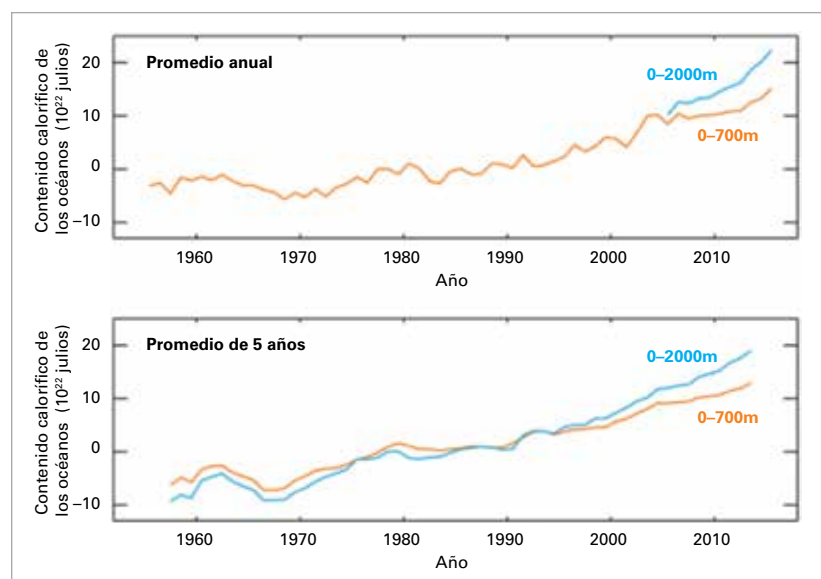 Contenido calorífico de
los océanos (10²² julios)
20
10
0
−10
Promedio anual
0–2000m
0–700m
1960
1970
1980
1990
2000
2010
Año
Contenido calorífico de
los océanos (10²² julios)
20
10
0
−10
Promedio de 5 años
0–2000m
0–700m
1960
1970
1980
1990
2000
2010
Año